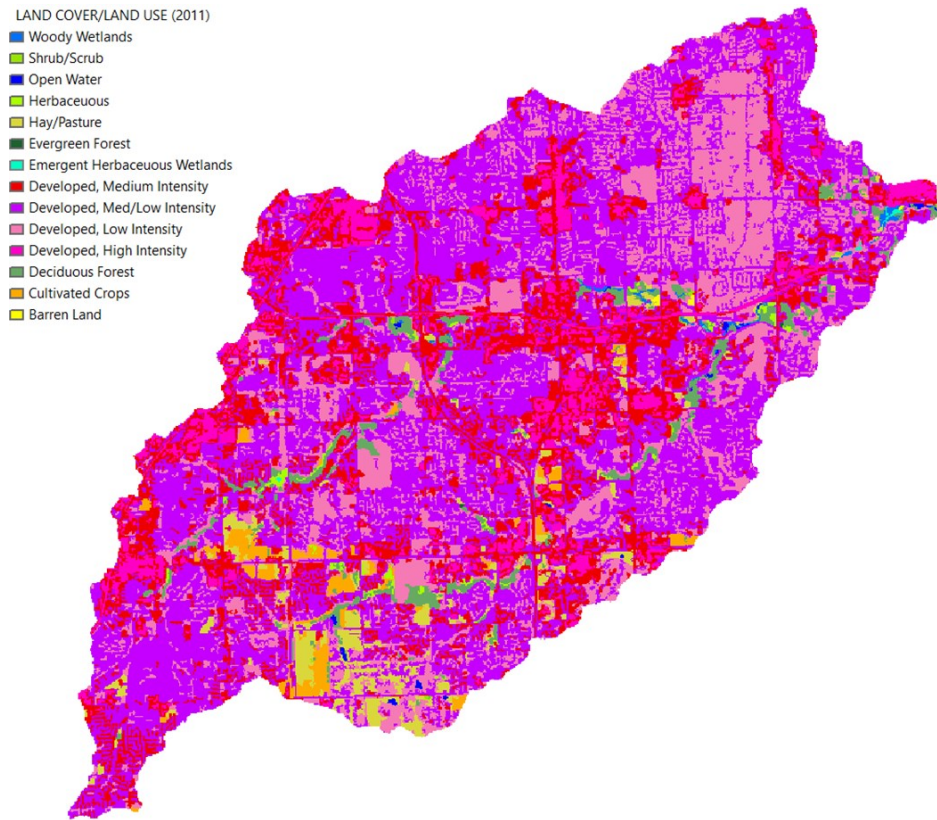 LAND COVER/LAND USE (2011)
Woody Wetlands
Shrub/Scrub
Open Water
Herbaceuous
Hay/Pasture
Evergreen Forest
Emergent Herbaceuous Wetlands
Developed, Medium Intensity
Developed, Med/Low Intensity
Developed, Low Intensity
Developed, High Intensity
Deciduous Forest
Cultivated Crops
Barren Land